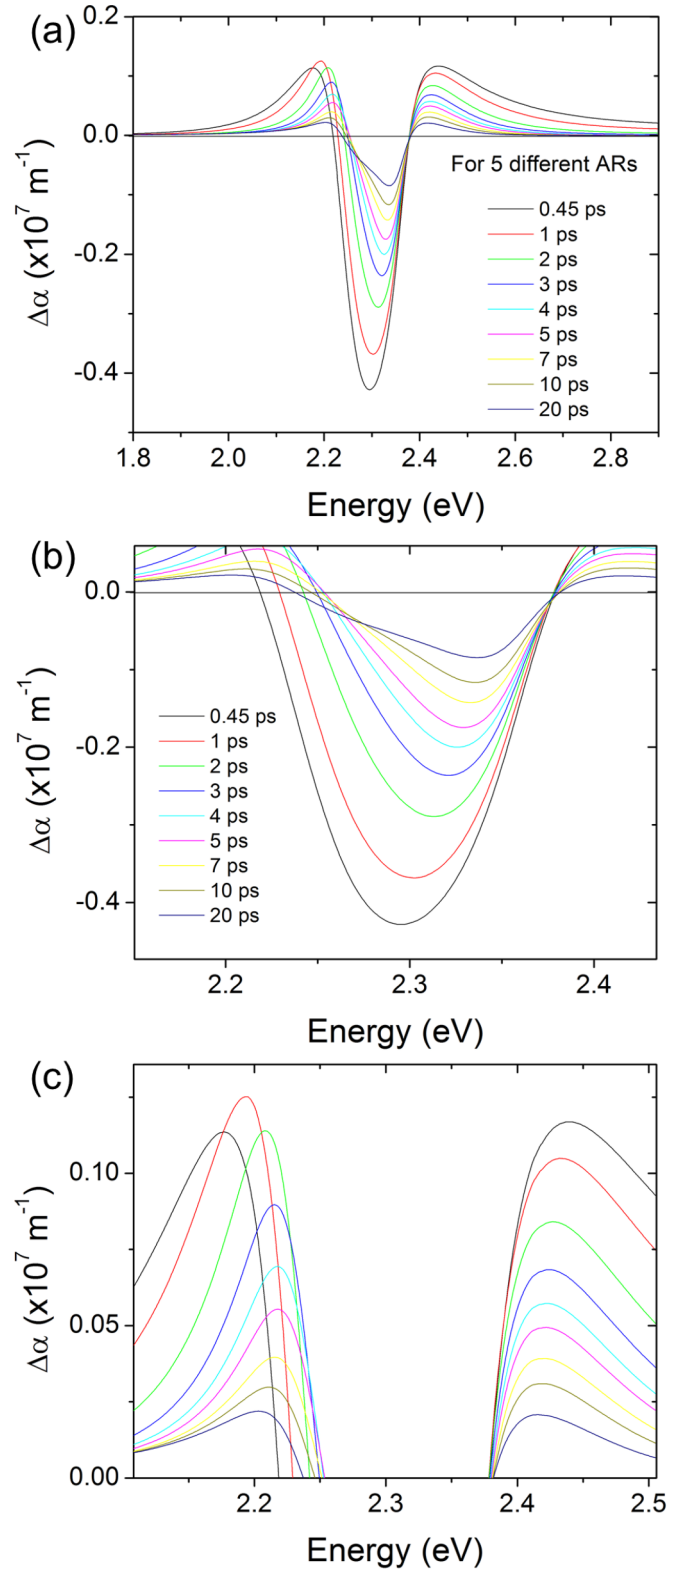 (a)
0.2
0.0
-0.2
-0.4
Δα (x10⁷ m⁻¹)
For 5 different ARs
0.45 ps
1 ps
2 ps
3 ps
4 ps
5 ps
7 ps
10 ps
20 ps
1.8 2.0 2.2 2.4 2.6 2.8
Energy (eV)
(b)
0.0
-0.2
-0.4
Δα (x10⁷ m⁻¹)
0.45 ps
1 ps
2 ps
3 ps
4 ps
5 ps
7 ps
10 ps
20 ps
2.2 2.3 2.4
Energy (eV)
(c)
0.10
0.05
0.00
Δα (x10⁷ m⁻¹)
2.2 2.3 2.4 2.5
Energy (eV)